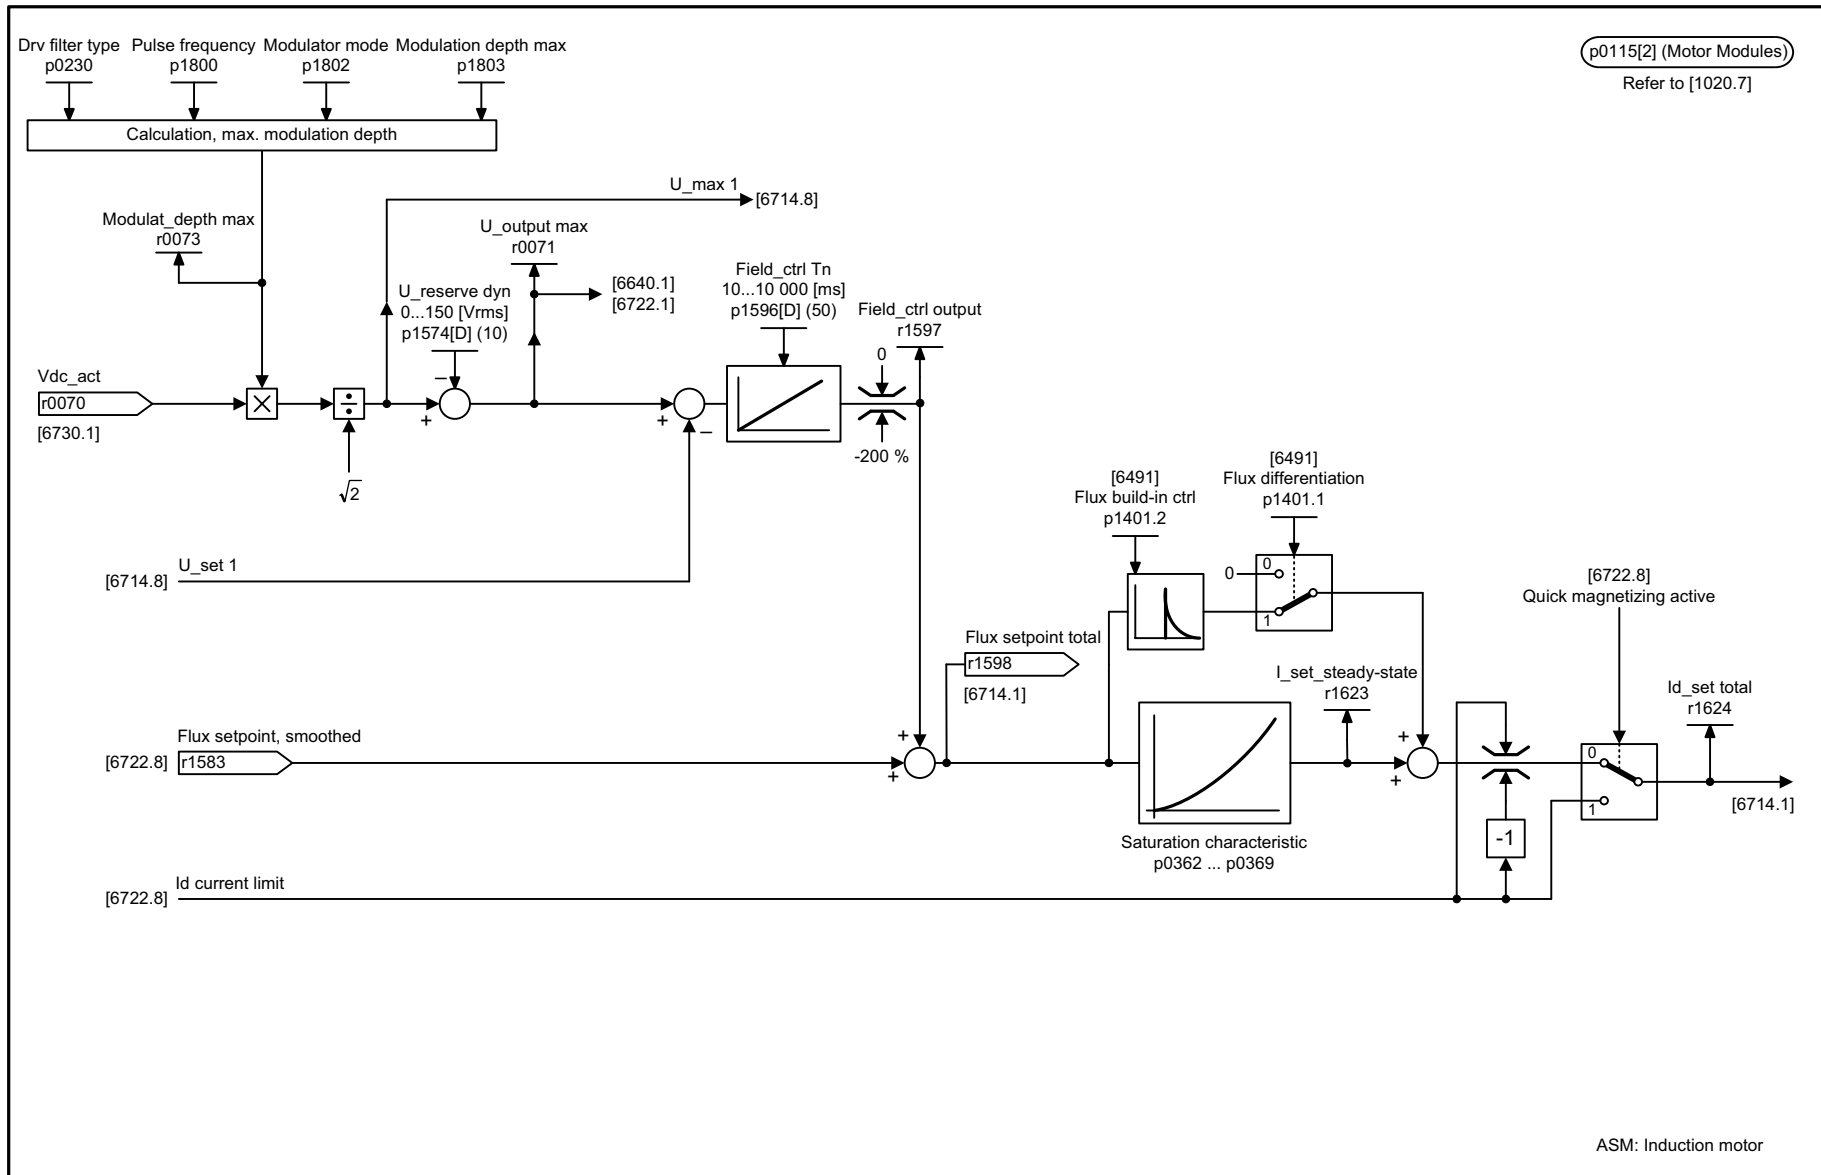 Drv filter type
p0230
Pulse frequency
p1800
Modulator mode
p1802
Modulation depth max
p1803
p0115[2] (Motor Modules)
Refer to [1020.7]
Calculation, max. modulation depth
U_max 1
[6714.8]
Modulat_depth max
r0073
U_output max
r0071
[6640.1]
[6722.1]
U_reserve dyn
0...150 [Vrms]
p1574[D] (10)
Field_ctrl Tn
10...10 000 [ms]
p1596[D] (50)
Field_ctrl output
r1597
0
-200 %
Vdc_act
r0070
[6730.1]
×
÷
√2
+
–
+
–
U_set 1
[6714.8]
[6491]
Flux build-in ctrl
p1401.2
[6491]
Flux differentiation
p1401.1
0
0
1
[6722.8]
Quick magnetizing active
Flux setpoint total
r1598
[6714.1]
I_set_steady-state
r1623
Id_set total
r1624
Flux setpoint, smoothed
[6722.8]
r1583
+
+
+
+
0
1
[6714.1]
-1
Saturation characteristic
p0362 ... p0369
Id current limit
[6722.8]
ASM: Induction motor